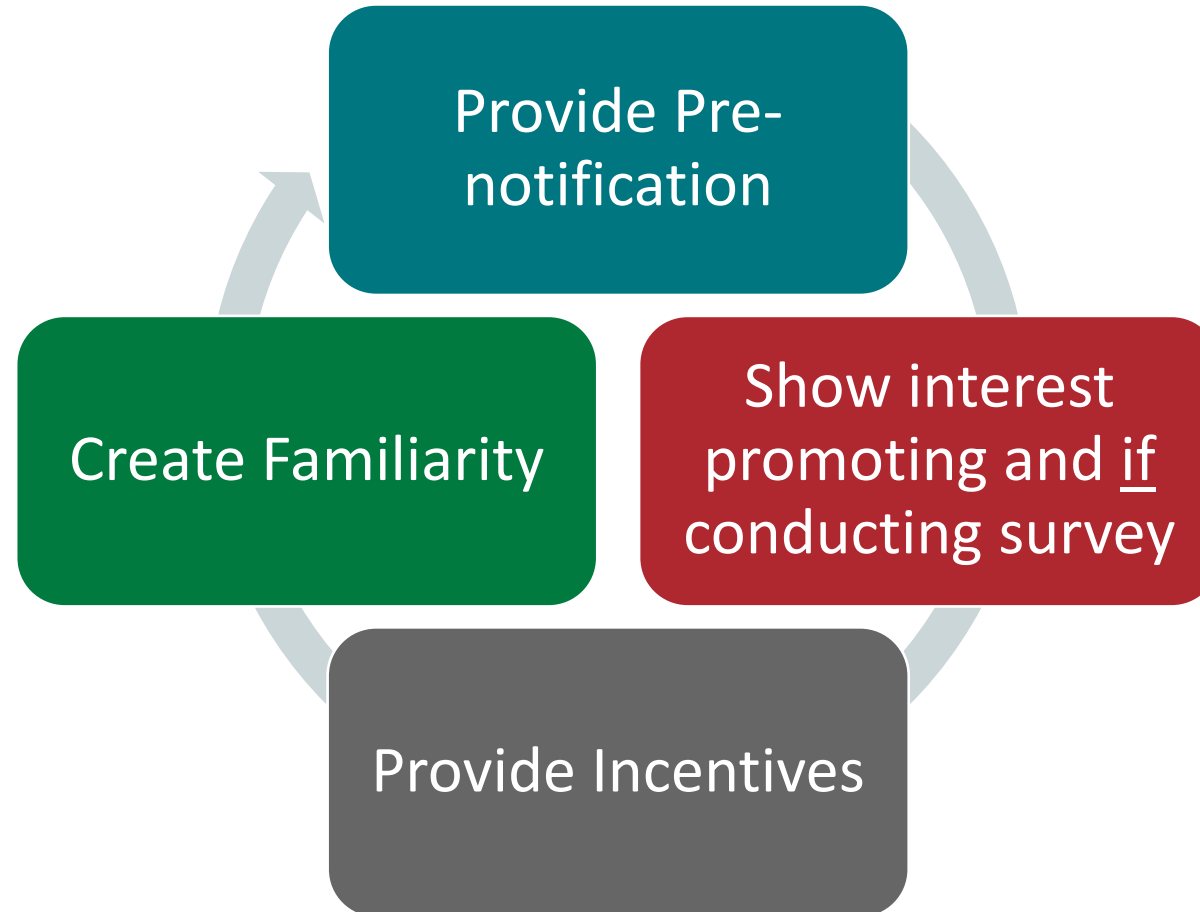 Provide Pre-
notification
Create Familiarity
Show interest
promoting and if
conducting survey
Provide Incentives